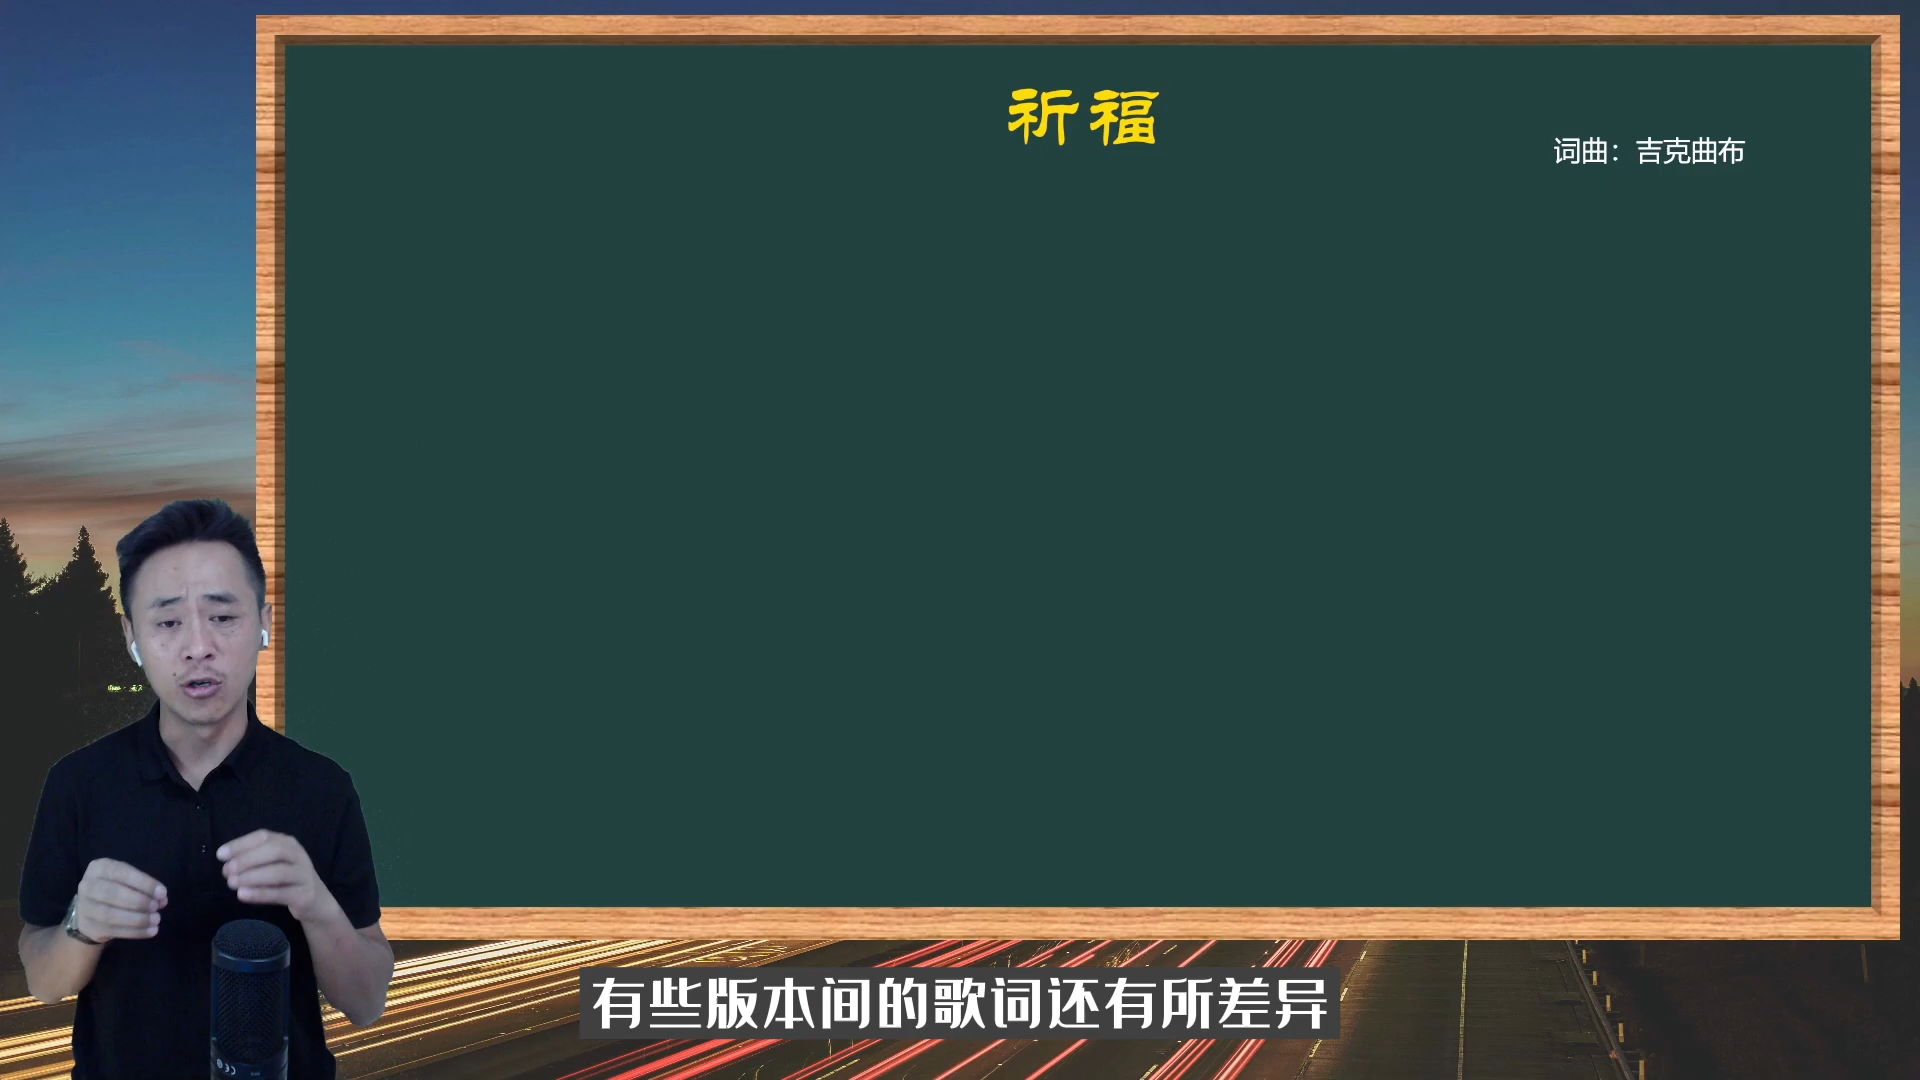 祈福
词曲：吉克曲布
有些版本间的歌词还有所差异